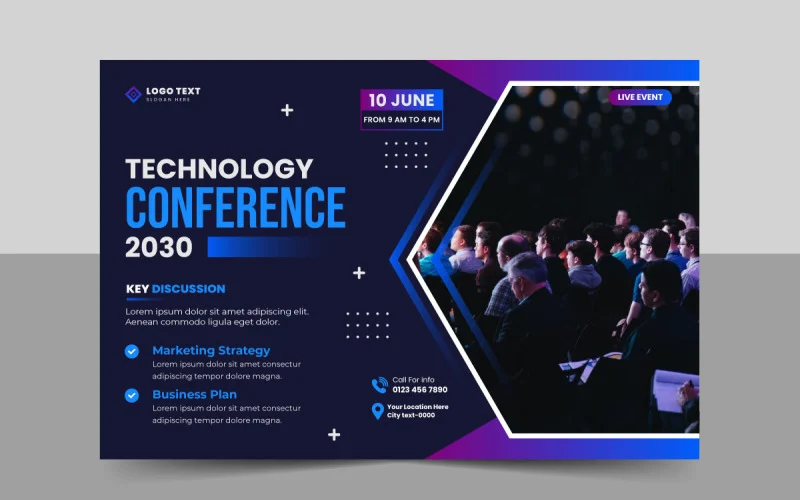 LOGO TEXT
SLOGAN HERE
10 JUNE
FROM 9 AM TO 4 PM
LIVE EVENT
TECHNOLOGY
CONFERENCE
2030
KEY DISCUSSION
Lorem ipsum dolor sit amet adipiscing elit.
Aenean commodo ligula eget dolor.
Marketing Strategy
Lorem ipsum dolor sit amet consectur
adipiscing tempor dolore magna.
Business Plan
Lorem ipsum dolor sit amet consectur
adipiscing tempor dolore magna.
Call For info
0123 456 7890
Your Location Here
City text-0000